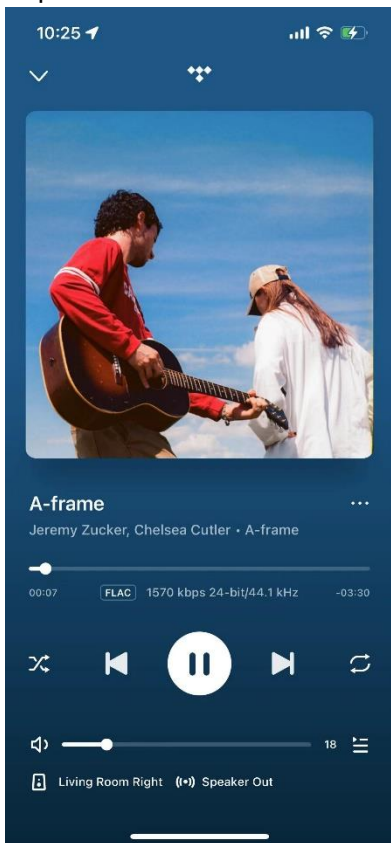 10:25
A-frame
Jeremy Zucker, Chelsea Cutler • A-frame
00:07 FLAC 1570 kbps 24-bit/44.1 kHz -03:30
18
Living Room Right Speaker Out